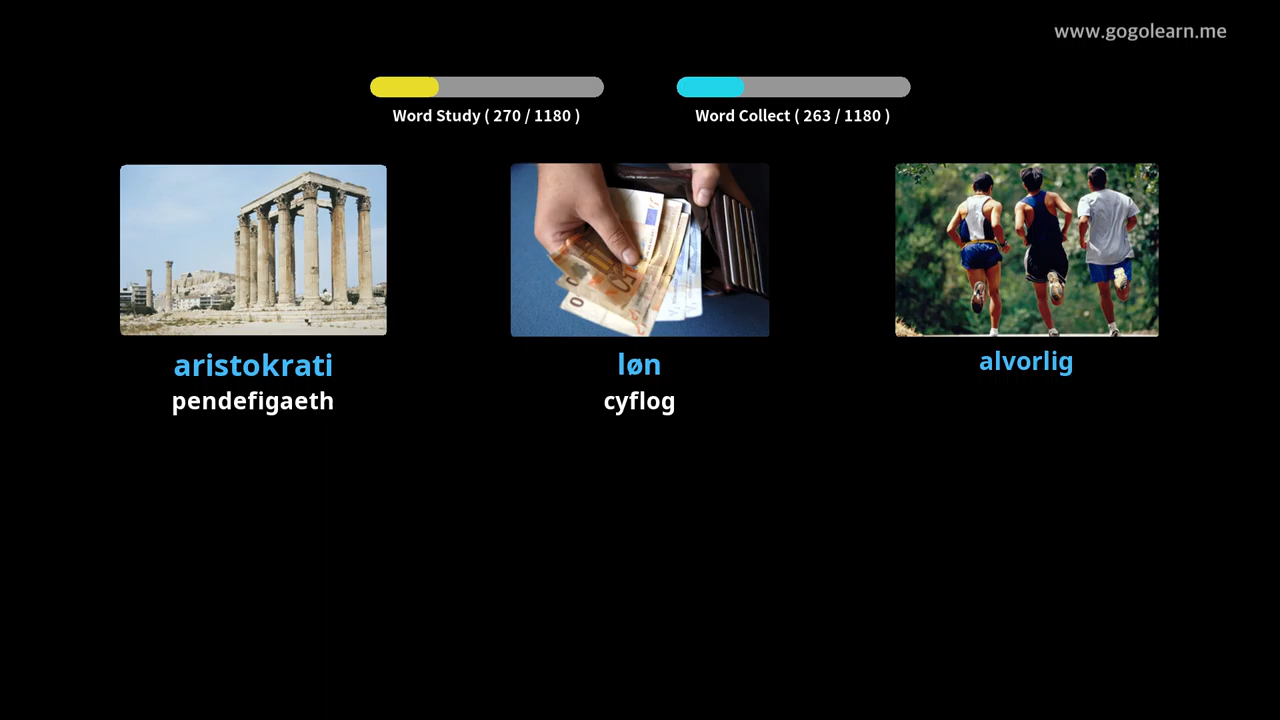 www.gogolearn.me
Word Study ( 270 / 1180 )
Word Collect ( 263 / 1180 )
aristokrati
pendefigaeth
løn
cyflog
alvorlig